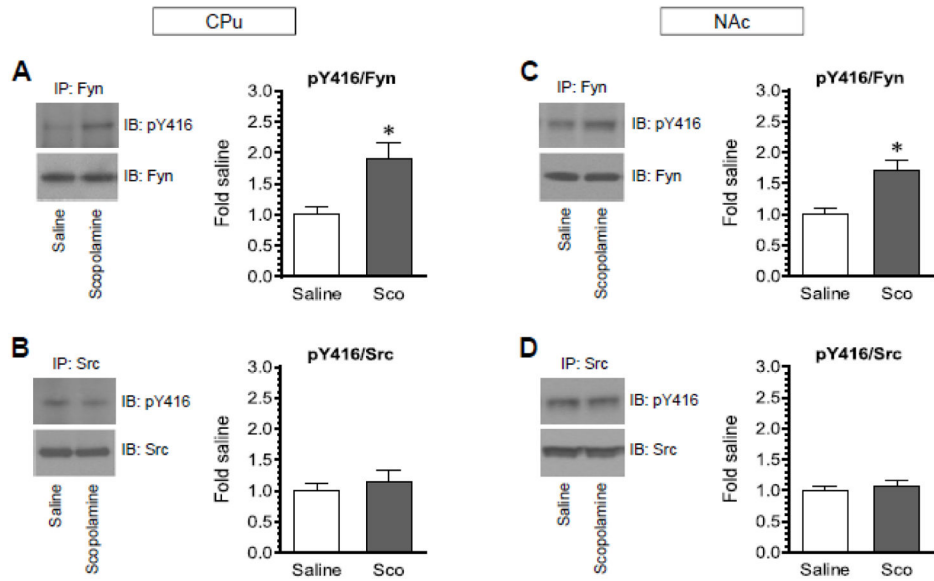 CPu
NAc
A
IP: Fyn
IB: pY416
IB: Fyn
Saline
Scopolamine
pY416/Fyn
Fold saline
3.0
2.5
2.0
1.5
1.0
0.5
0.0
*
Saline
Sco
C
IP: Fyn
IB: pY416
IB: Fyn
Saline
Scopolamine
pY416/Fyn
Fold saline
3.0
2.5
2.0
1.5
1.0
0.5
0.0
*
Saline
Sco
B
IP: Src
IB: pY416
IB: Src
Saline
Scopolamine
pY416/Src
Fold saline
3.0
2.5
2.0
1.5
1.0
0.5
0.0
Saline
Sco
D
IP: Src
IB: pY416
IB: Src
Saline
Scopolamine
pY416/Src
Fold saline
3.0
2.5
2.0
1.5
1.0
0.5
0.0
Saline
Sco